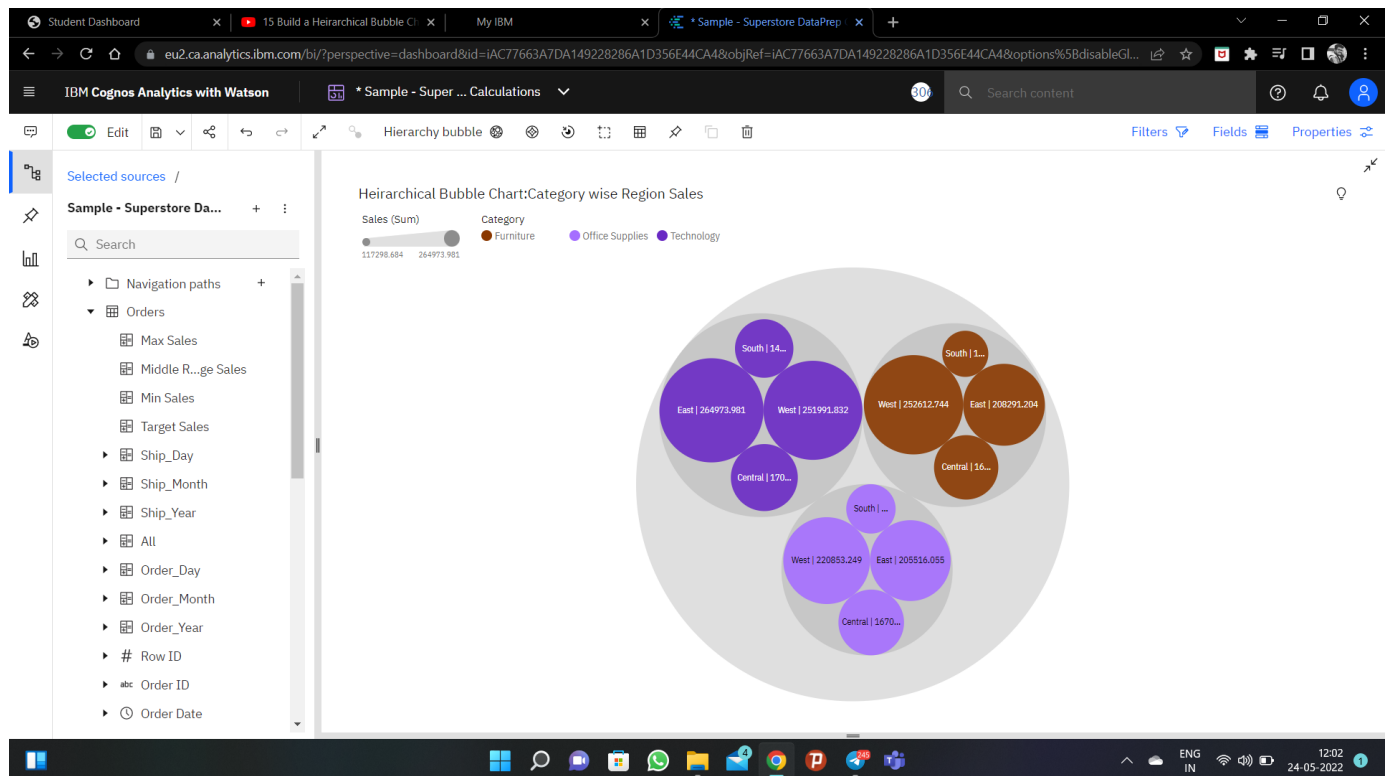 Student Dashboard
15 Build a Heirarchical Bubble Ch
My IBM
* Sample - Superstore DataPrep
eu2.ca.analytics.ibm.com/bi/?perspective=dashboard&id=iAC77663A7DA149228286A1D356E44CA4&objRef=iAC77663A7DA149228286A1D356E44CA4&options%5BdisableGl...
IBM Cognos Analytics with Watson
* Sample - Super ... Calculations
306
Search content
Edit
Hierarchy bubble
Filters
Fields
Properties
Selected sources /
Sample - Superstore Da...
Search
Navigation paths
Orders
Max Sales
Middle R...ge Sales
Min Sales
Target Sales
Ship_Day
Ship_Month
Ship_Year
All
Order_Day
Order_Month
Order_Year
# Row ID
abc Order ID
Order Date
Heirarchical Bubble Chart:Category wise Region Sales
Sales (Sum)
117298.684 264973.981
Category
Furniture Office Supplies Technology
South | 14...
East | 264973.981
West | 251991.832
Central | 170...
South | 1...
West | 252612.744
East | 208291.204
Central | 16...
South | ...
West | 220853.249
East | 205516.055
Central | 1670...
4
245
ENG
IN
12:02
24-05-2022
1